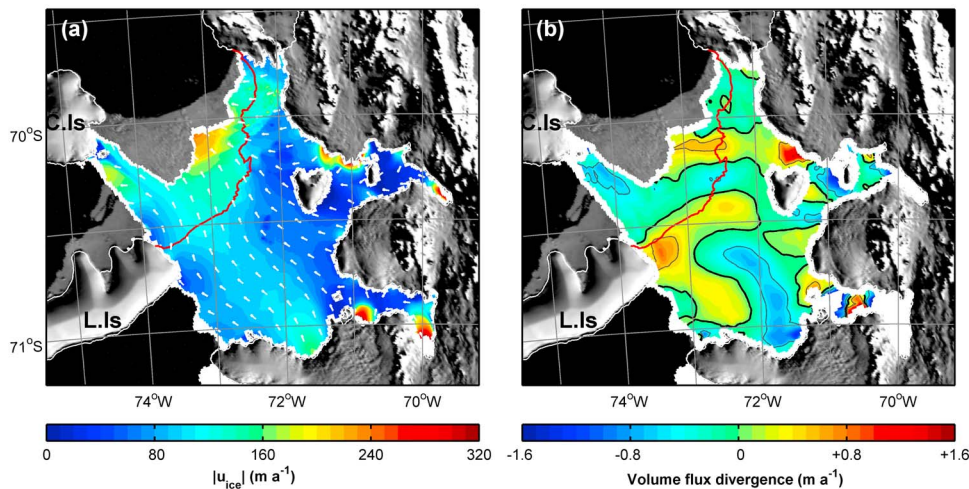 (a)
C.Is
70°S
L.Is
71°S
74°W
72°W
70°W
0
80
160
240
320
|u_ice| (m a⁻¹)
(b)
C.Is
70°S
L.Is
71°S
74°W
72°W
70°W
-1.6
-0.8
0
+0.8
+1.6
Volume flux divergence (m a⁻¹)